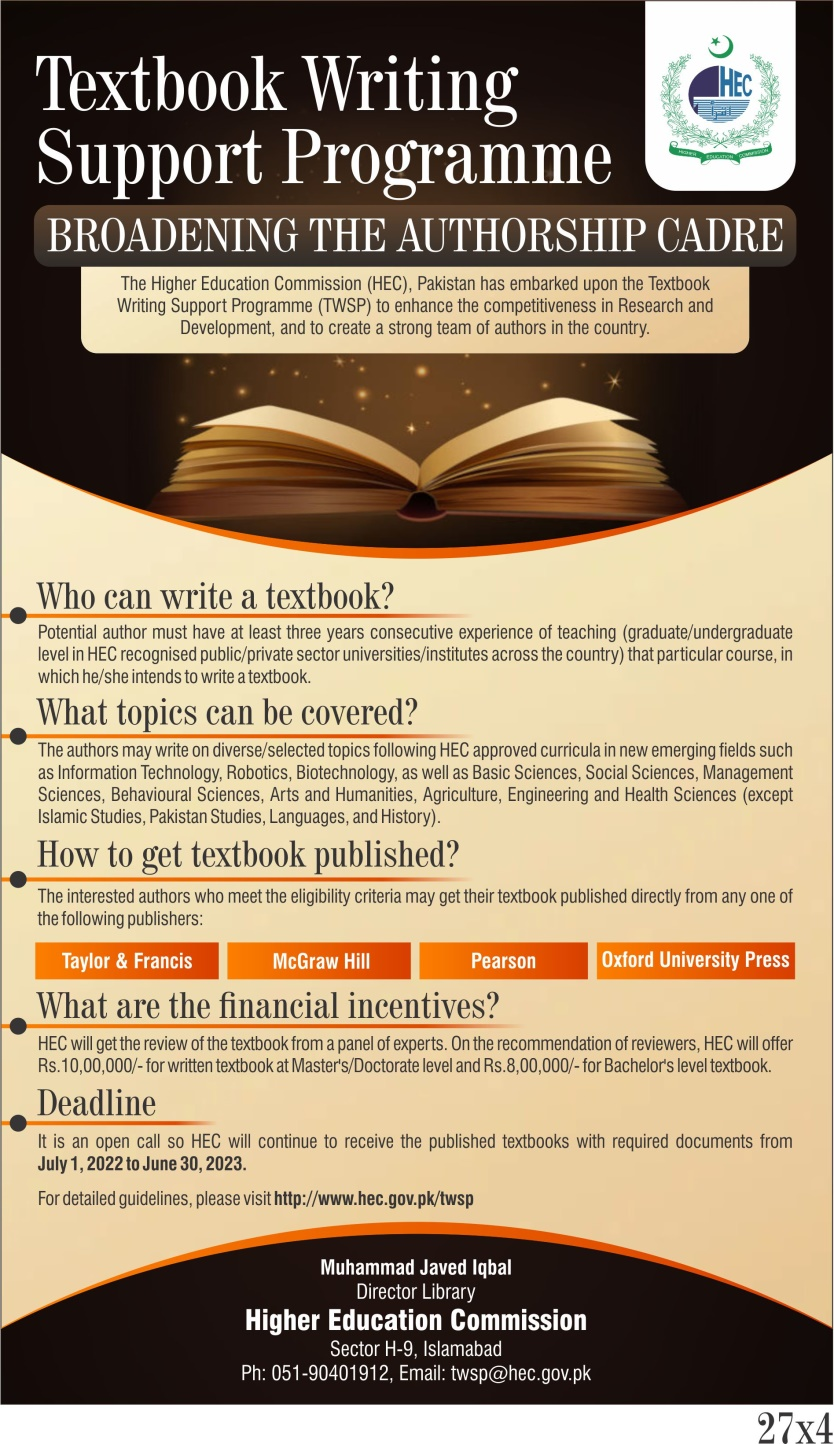 Textbook Writing
Support Programme
HEC
HIGHER EDUCATION COMMISSION
BROADENING THE AUTHORSHIP CADRE
The Higher Education Commission (HEC), Pakistan has embarked upon the Textbook
Writing Support Programme (TWSP) to enhance the competitiveness in Research and
Development, and to create a strong team of authors in the country.
Who can write a textbook?
Potential author must have at least three years consecutive experience of teaching (graduate/undergraduate
level in HEC recognised public/private sector universities/institutes across the country) that particular course, in
which he/she intends to write a textbook.
What topics can be covered?
The authors may write on diverse/selected topics following HEC approved curricula in new emerging fields such
as Information Technology, Robotics, Biotechnology, as well as Basic Sciences, Social Sciences, Management
Sciences, Behavioural Sciences, Arts and Humanities, Agriculture, Engineering and Health Sciences (except
Islamic Studies, Pakistan Studies, Languages, and History).
How to get textbook published?
The interested authors who meet the eligibility criteria may get their textbook published directly from any one of
the following publishers:
Taylor & Francis
McGraw Hill
Pearson
Oxford University Press
What are the financial incentives?
HEC will get the review of the textbook from a panel of experts. On the recommendation of reviewers, HEC will offer
Rs.10,00,000/- for written textbook at Master's/Doctorate level and Rs.8,00,000/- for Bachelor's level textbook.
Deadline
It is an open call so HEC will continue to receive the published textbooks with required documents from
July 1, 2022 to June 30, 2023.
For detailed guidelines, please visit http://www.hec.gov.pk/twsp
Muhammad Javed Iqbal
Director Library
Higher Education Commission
Sector H-9, Islamabad
Ph: 051-90401912, Email: twsp@hec.gov.pk
27x4